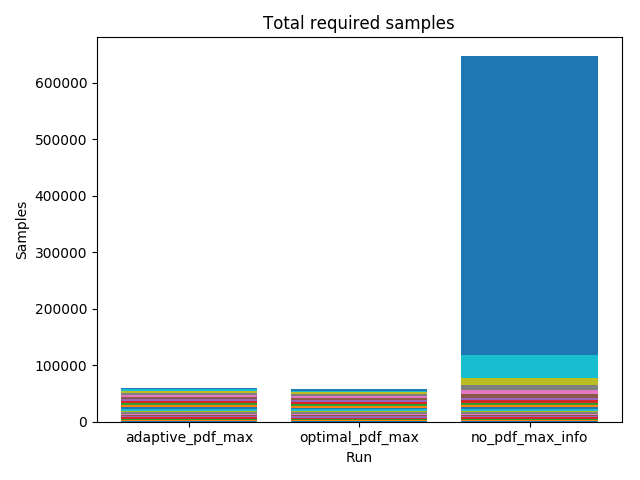 Total required samples
600000
500000
400000
300000
200000
100000
0
Samples
adaptive_pdf_max
optimal_pdf_max
no_pdf_max_info
Run